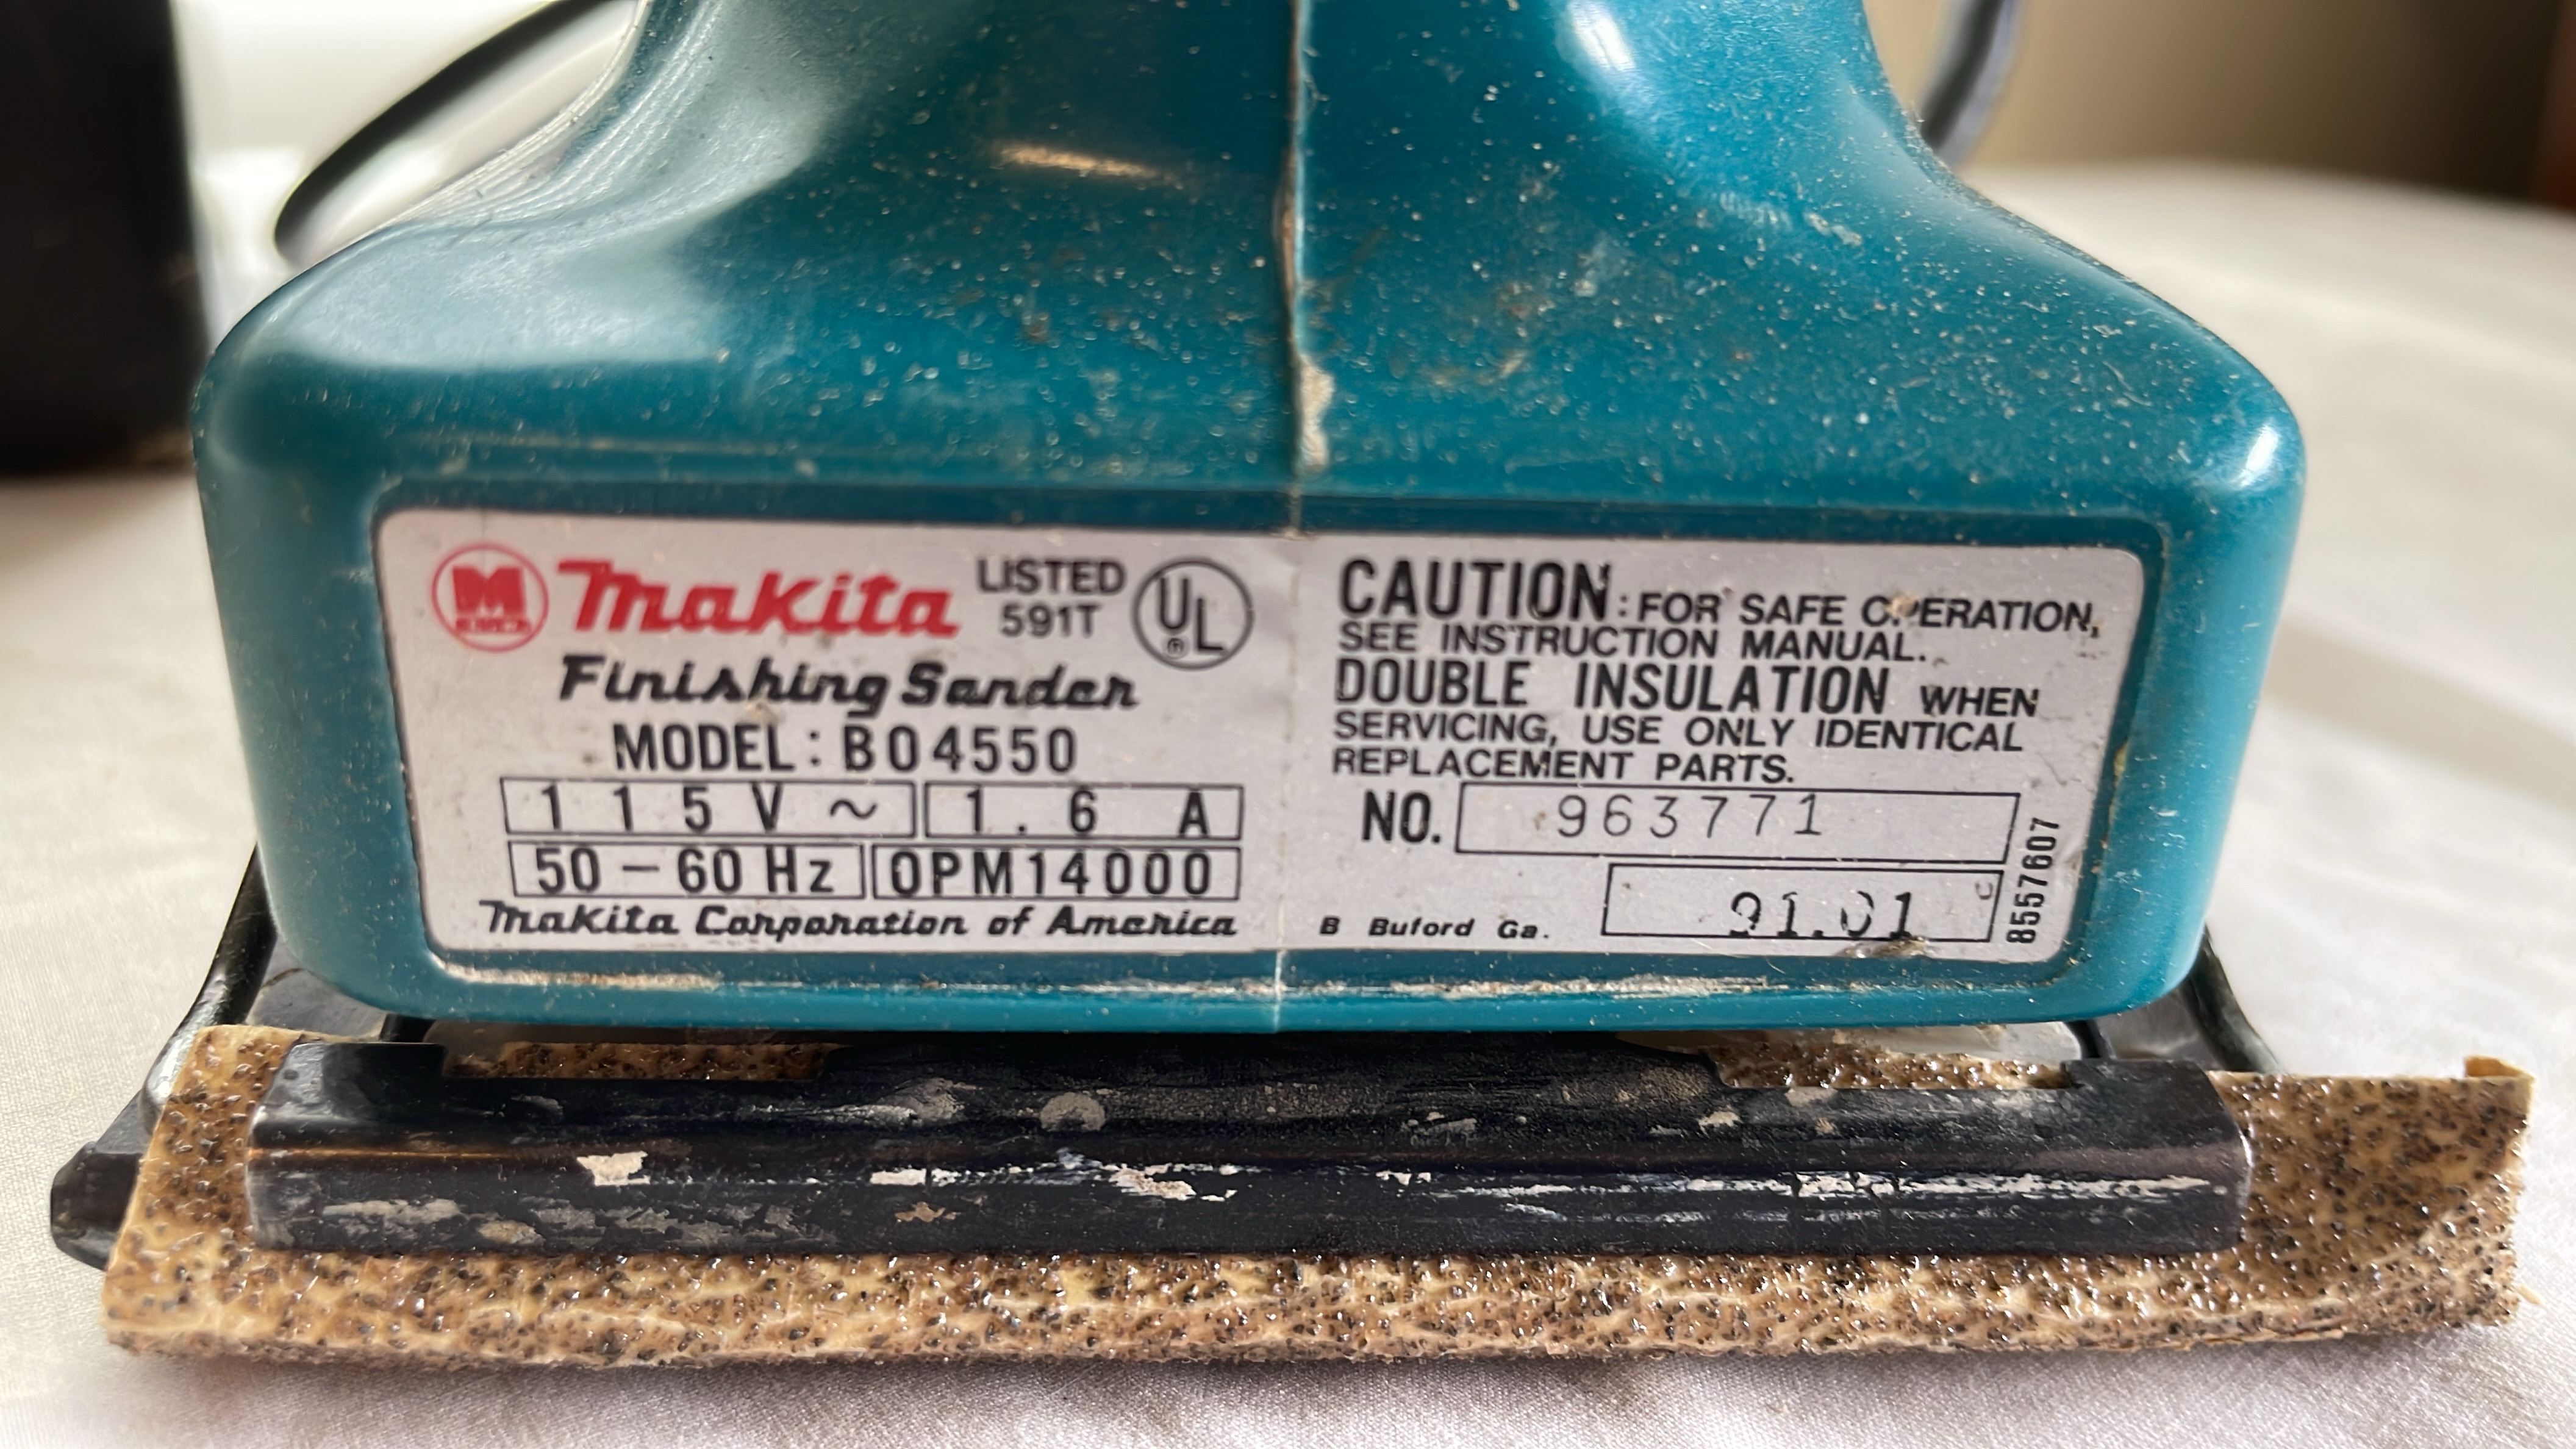 Makita LISTED
591T UL ®
Finishing Sander
MODEL: BO4550
115V ~ 1.6 A
50-60 Hz OPM14000
Makita Corporation of America
CAUTION: FOR SAFE OPERATION,
SEE INSTRUCTION MANUAL.
DOUBLE INSULATION WHEN
SERVICING, USE ONLY IDENTICAL
REPLACEMENT PARTS.
NO. 963771
B Buford Ga. 91.01 C
8557607